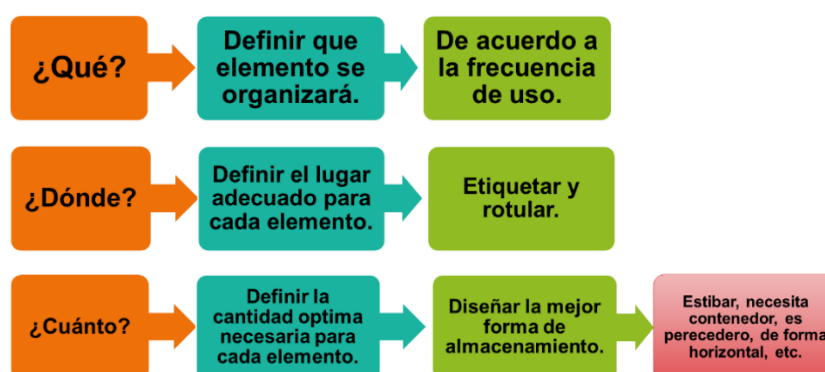 ¿Qué?
Definir que
elemento se
organizará.
De acuerdo a
la frecuencia
de uso.
¿Dónde?
Definir el lugar
adecuado para
cada elemento.
Etiquetar y
rotular.
¿Cuánto?
Definir la
cantidad optima
necesaria para
cada elemento.
Diseñar la mejor
forma de
almacenamiento.
Estibar, necesita
contenedor, es
perecedero, de forma
horizontal, etc.